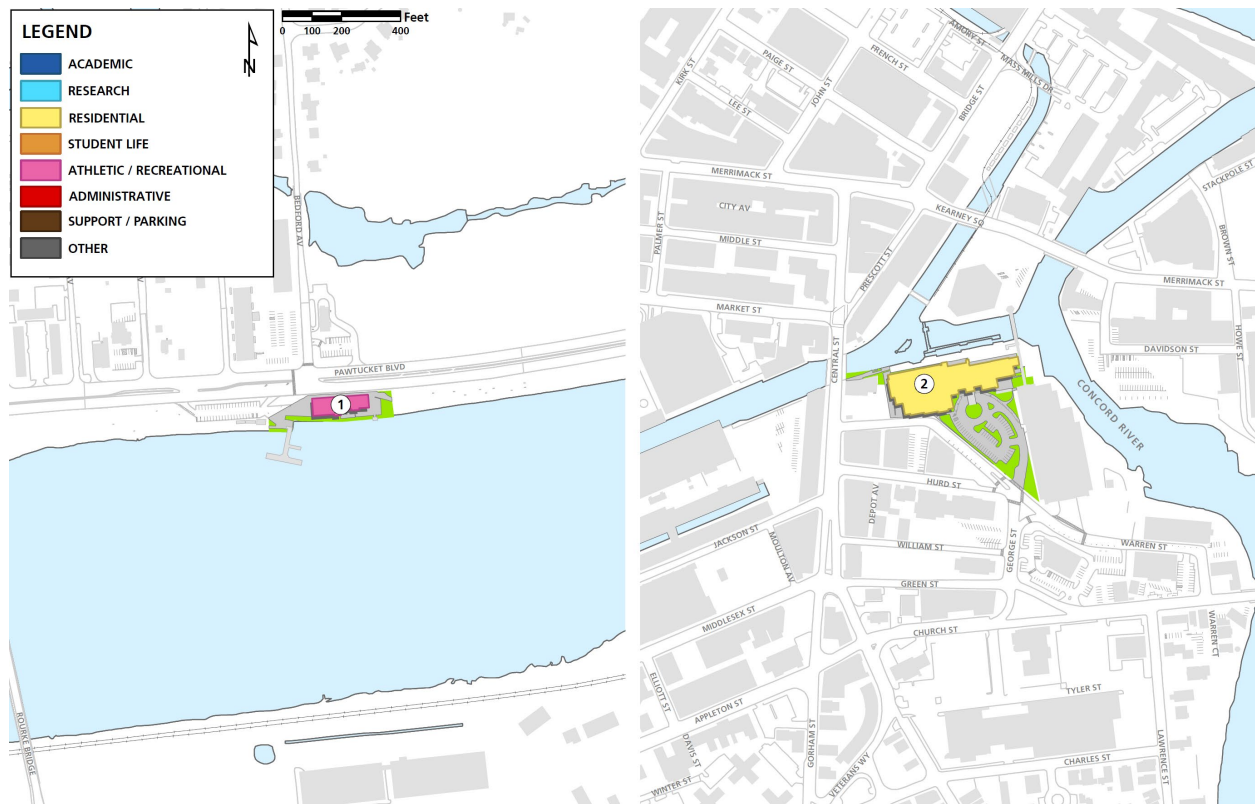 LEGEND
ACADEMIC
RESEARCH
RESIDENTIAL
STUDENT LIFE
ATHLETIC / RECREATIONAL
ADMINISTRATIVE
SUPPORT / PARKING
OTHER
N
Feet
0 100 200 400
BEDFORD AV
AV
AV
PAWTUCKET BLVD
1
ROURKE BRIDGE
AMORY ST
MASS MILLS DR
KIRK ST
PAIGE ST
FRENCH ST
JOHN ST
BRIDGE ST
LEE ST
MERRIMACK ST
STACKPOLE ST
CITY AV
KEARNEY SQ
PALMER ST
MIDDLE ST
PRESCOTT ST
BROWN ST
MERRIMACK ST
MARKET ST
HOWE ST
CENTRAL ST
DAVIDSON ST
2
CONCORD RIVER
HURD ST
DEPOT AV
JACKSON ST
MOULTON AV
WILLIAM ST
GEORGE ST
WARREN ST
GREEN ST
MIDDLESEX ST
CHURCH ST
WARREN CT
ELLIOTT ST
TYLER ST
APPLETON ST
GORHAM ST
DAVIS ST
LAWRENCE ST
CHARLES ST
VETERANS WY
WINTER ST